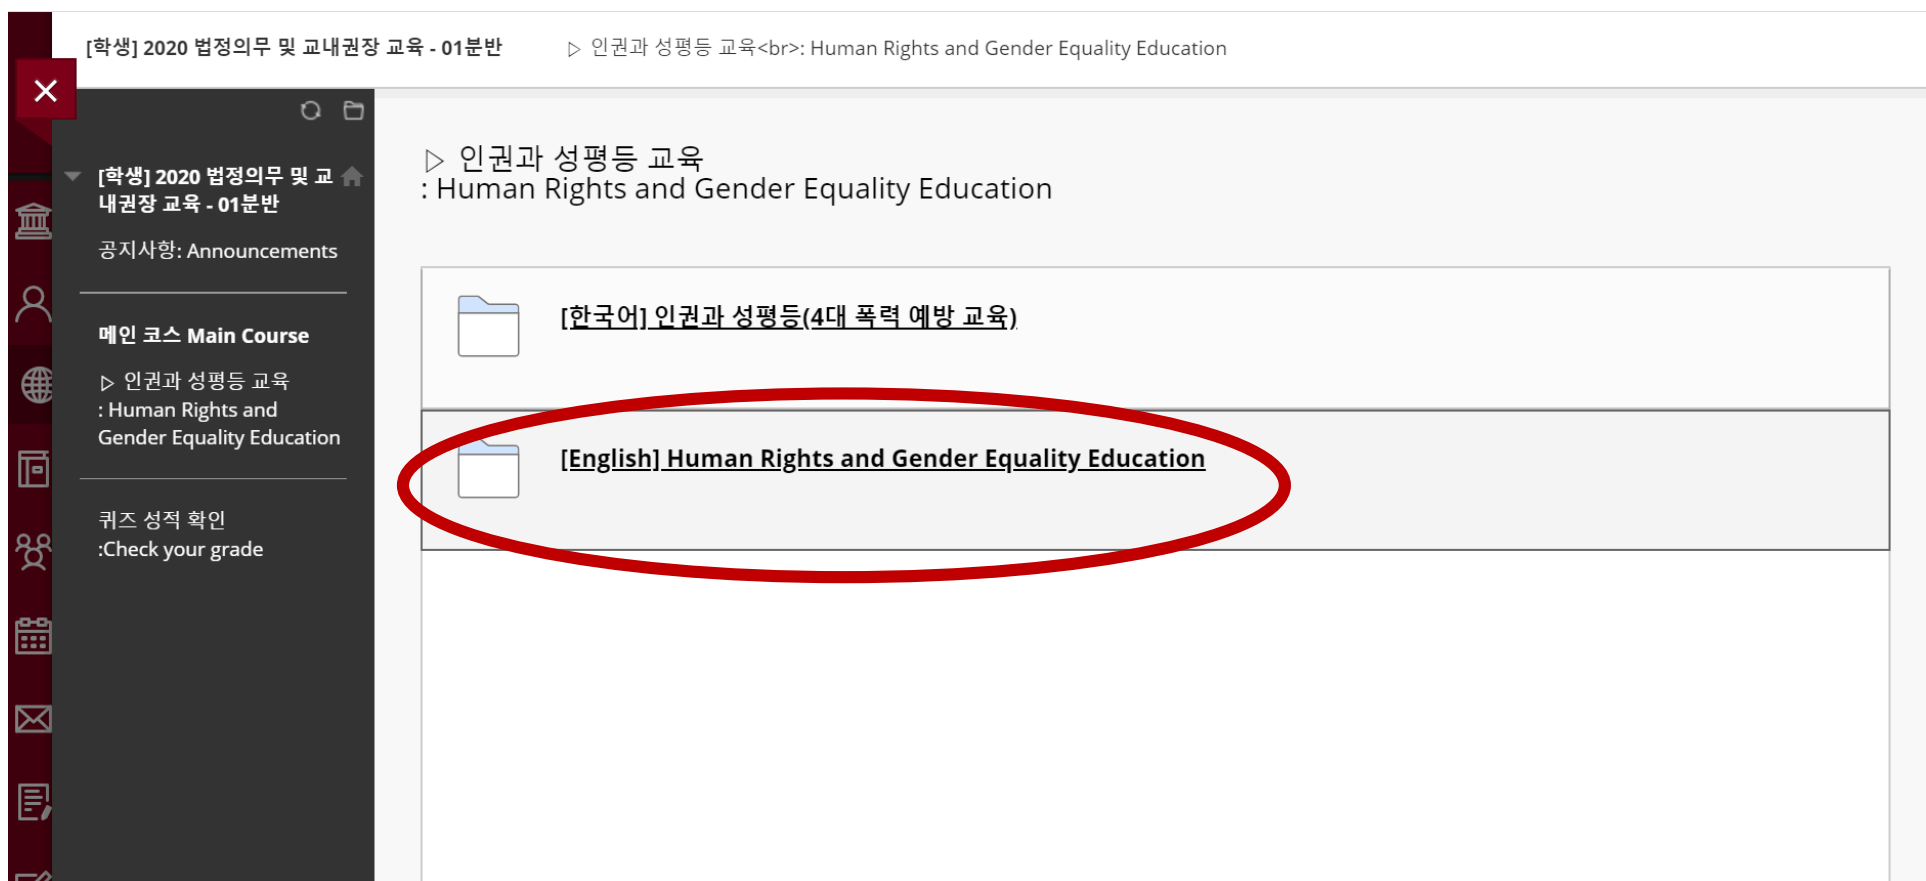 [학생] 2020 법정의무 및 교내권장 교육 - 01분반
▷ 인권과 성평등 교육<br>: Human Rights and Gender Equality Education
[학생] 2020 법정의무 및 교
내권장 교육 - 01분반
공지사항: Announcements
메인 코스 Main Course
▷ 인권과 성평등 교육
: Human Rights and
Gender Equality Education
퀴즈 성적 확인
:Check your grade
▷ 인권과 성평등 교육
: Human Rights and Gender Equality Education
[한국어] 인권과 성평등(4대 폭력 예방 교육)
[English] Human Rights and Gender Equality Education